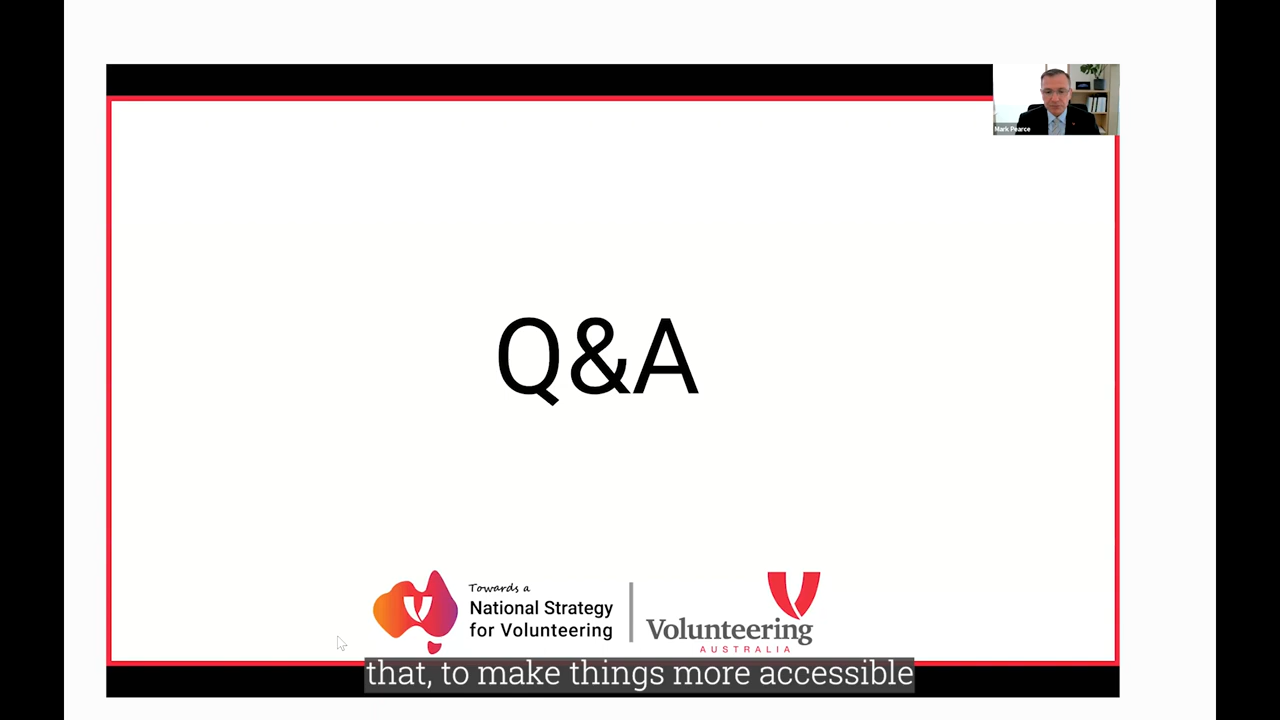 Mark Pearce
Q&A
Towards a
National Strategy
for Volunteering
Volunteering
AUSTRALIA
that, to make things more accessible